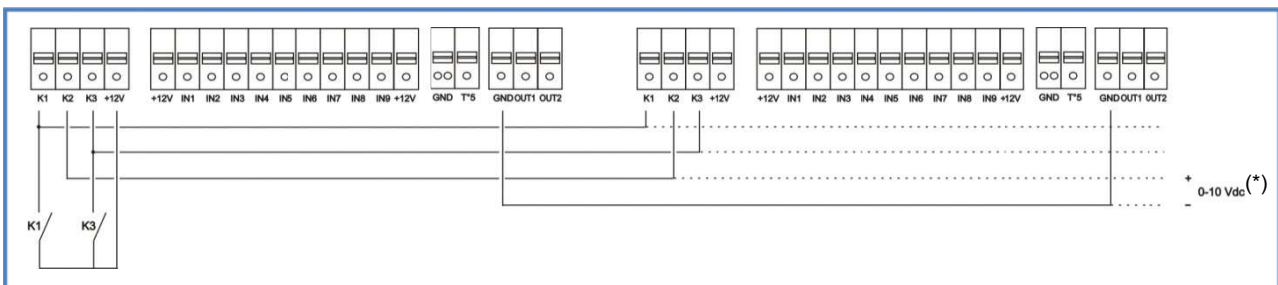 K1 K2 K3 +12V +12V IN1 IN2 IN3 IN4 IN5 IN6 IN7 IN8 IN9 +12V GND T*5 GND OUT1 OUT2 K1 K2 K3 +12V +12V IN1 IN2 IN3 IN4 IN5 IN6 IN7 IN8 IN9 +12V GND T*5 GND OUT1 OUT2
+
0-10 Vdc(*)
-
K1 K3